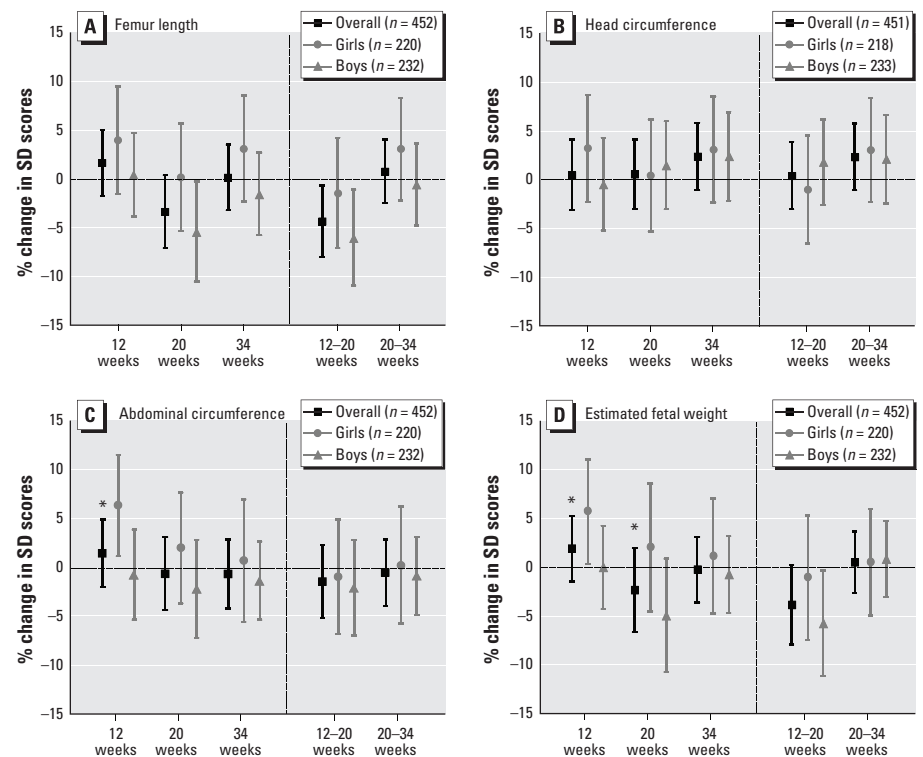 A Femur length
Overall (n = 452)
Girls (n = 220)
Boys (n = 232)
% change in SD scores
15
10
5
0
–5
–10
–15
12 weeks
20 weeks
34 weeks
12–20 weeks
20–34 weeks
B Head circumference
Overall (n = 451)
Girls (n = 218)
Boys (n = 233)
% change in SD scores
15
10
5
0
–5
–10
–15
12 weeks
20 weeks
34 weeks
12–20 weeks
20–34 weeks
C Abdominal circumference
Overall (n = 452)
Girls (n = 220)
Boys (n = 232)
% change in SD scores
15
10
5
0
–5
–10
–15
*
12 weeks
20 weeks
34 weeks
12–20 weeks
20–34 weeks
D Estimated fetal weight
Overall (n = 452)
Girls (n = 220)
Boys (n = 232)
% change in SD scores
15
10
5
0
–5
–10
–15
*
*
12 weeks
20 weeks
34 weeks
12–20 weeks
20–34 weeks